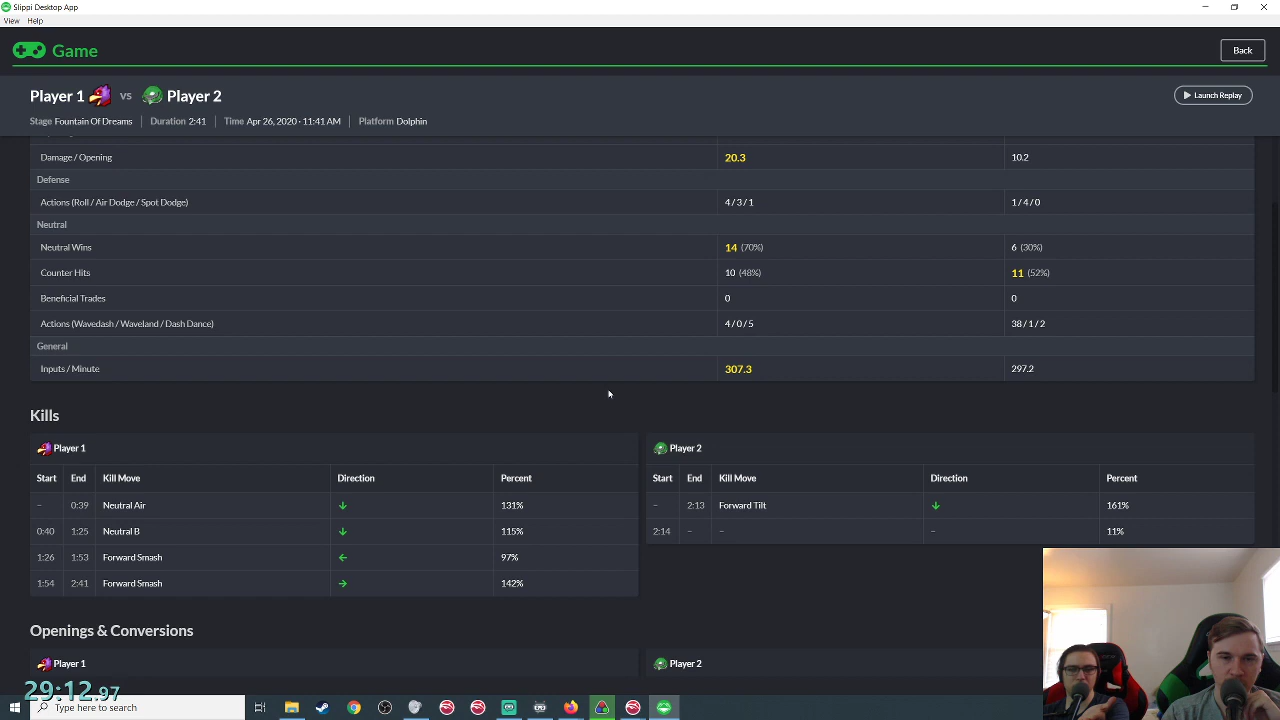 Slippi Desktop App
View Help
Game
Back
Player 1 vs Player 2
Launch Replay
Stage Fountain Of Dreams Duration 2:41 Time Apr 26, 2020 · 11:41 AM Platform Dolphin
Damage / Opening 20.3 10.2
Defense
Actions (Roll / Air Dodge / Spot Dodge) 4 / 3 / 1 1 / 4 / 0
Neutral
Neutral Wins 14 (70%) 6 (30%)
Counter Hits 10 (48%) 11 (52%)
Beneficial Trades 0 0
Actions (Wavedash / Waveland / Dash Dance) 4 / 0 / 5 38 / 1 / 2
General
Inputs / Minute 307.3 297.2
Kills
Player 1
Start End Kill Move Direction Percent
– 0:39 Neutral Air ↓ 131%
0:40 1:25 Neutral B ↓ 115%
1:26 1:53 Forward Smash ← 97%
1:54 2:41 Forward Smash → 142%
Player 2
Start End Kill Move Direction Percent
– 2:13 Forward Tilt ↓ 161%
2:14 – – – 11%
Openings & Conversions
Player 1
Player 2
29:12.97
Type here to search